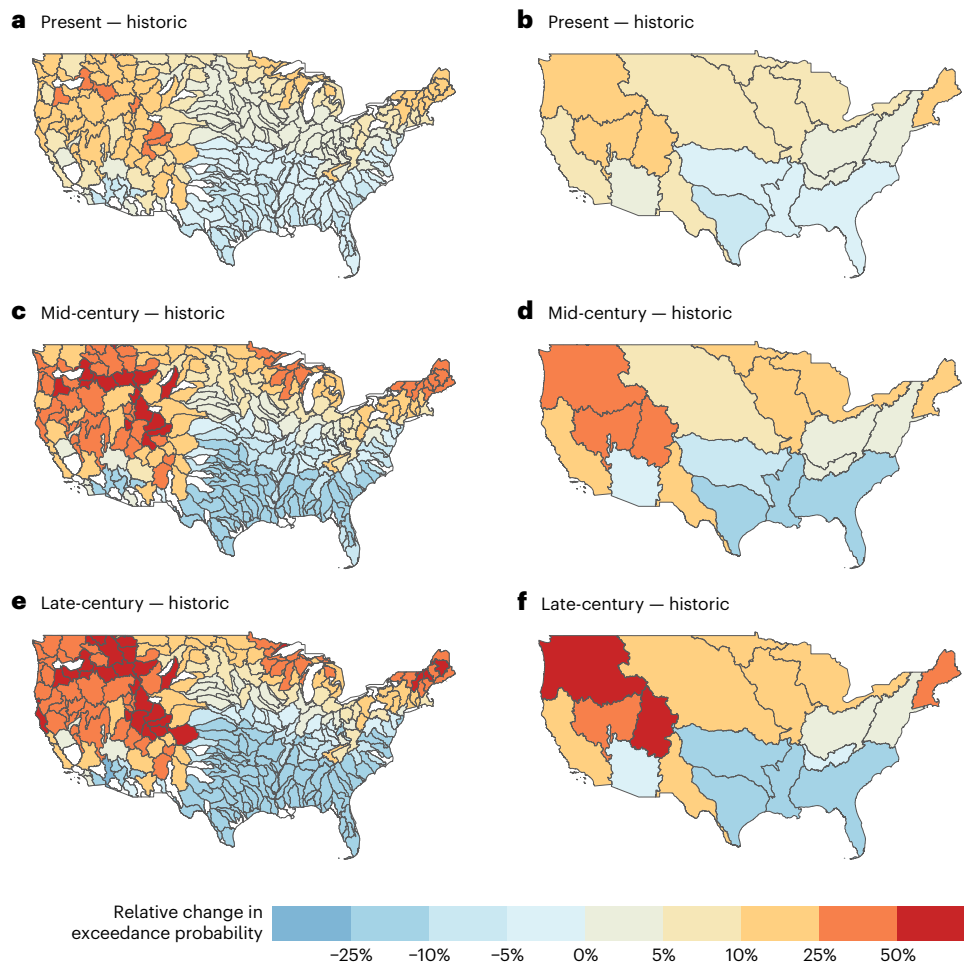 a Present — historic
b Present — historic
c Mid-century — historic
d Mid-century — historic
e Late-century — historic
f Late-century — historic
Relative change in
exceedance probability
−25% −10% −5% 0% 5% 10% 25% 50%